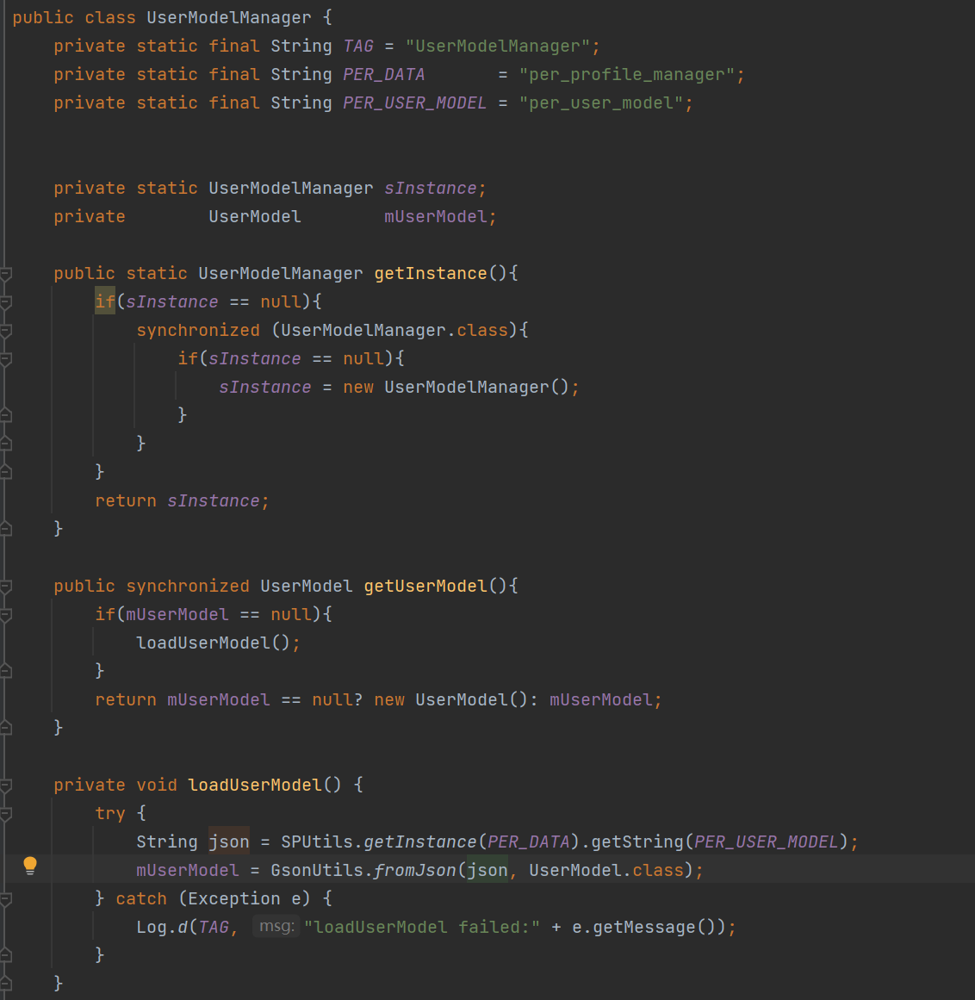 public class UserModelManager {
    private static final String TAG = "UserModelManager";
    private static final String PER_DATA       = "per_profile_manager";
    private static final String PER_USER_MODEL = "per_user_model";
    private static UserModelManager sInstance;
    private        UserModel        mUserModel;
    public static UserModelManager getInstance(){
        if(sInstance == null){
            synchronized (UserModelManager.class){
                if(sInstance == null){
                    sInstance = new UserModelManager();
                }
            }
        }
        return sInstance;
    }
    public synchronized UserModel getUserModel(){
        if(mUserModel == null){
            loadUserModel();
        }
        return mUserModel == null? new UserModel(): mUserModel;
    }
    private void loadUserModel() {
        try {
            String json = SPUtils.getInstance(PER_DATA).getString(PER_USER_MODEL);
            mUserModel = GsonUtils.fromJson(json, UserModel.class);
        } catch (Exception e) {
            Log.d(TAG, msg: "loadUserModel failed:" + e.getMessage());
        }
    }